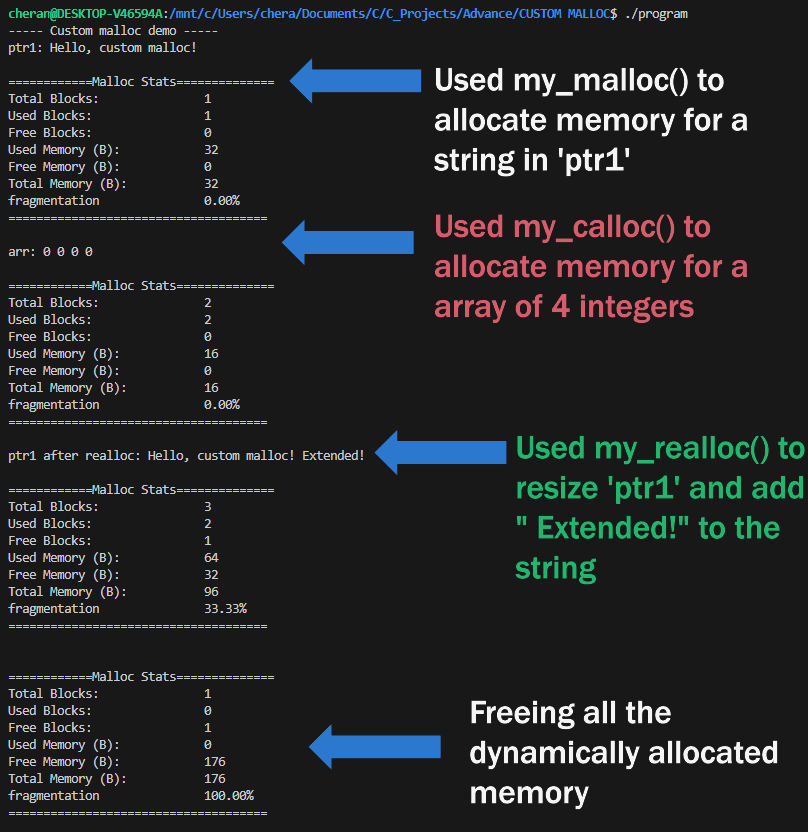 cheran@DESKTOP-V46594A:/mnt/c/Users/chera/Documents/C/C_Projects/Advance/CUSTOM MALLOC$ ./program
----- Custom malloc demo -----
ptr1: Hello, custom malloc!
============Malloc Stats==============
Total Blocks: 1
Used Blocks: 1
Free Blocks: 0
Used Memory (B): 32
Free Memory (B): 0
Total Memory (B): 32
fragmentation 0.00%
=====================================
Used my_malloc() to
allocate memory for a
string in 'ptr1'
arr: 0 0 0 0
============Malloc Stats==============
Total Blocks: 2
Used Blocks: 2
Free Blocks: 0
Used Memory (B): 16
Free Memory (B): 0
Total Memory (B): 16
fragmentation 0.00%
=====================================
Used my_calloc() to
allocate memory for a
array of 4 integers
ptr1 after realloc: Hello, custom malloc! Extended!
============Malloc Stats==============
Total Blocks: 3
Used Blocks: 2
Free Blocks: 1
Used Memory (B): 64
Free Memory (B): 32
Total Memory (B): 96
fragmentation 33.33%
=====================================
Used my_realloc() to
resize 'ptr1' and add
" Extended!" to the
string
============Malloc Stats==============
Total Blocks: 1
Used Blocks: 0
Free Blocks: 1
Used Memory (B): 0
Free Memory (B): 176
Total Memory (B): 176
fragmentation 100.00%
=====================================
Freeing all the
dynamically allocated
memory